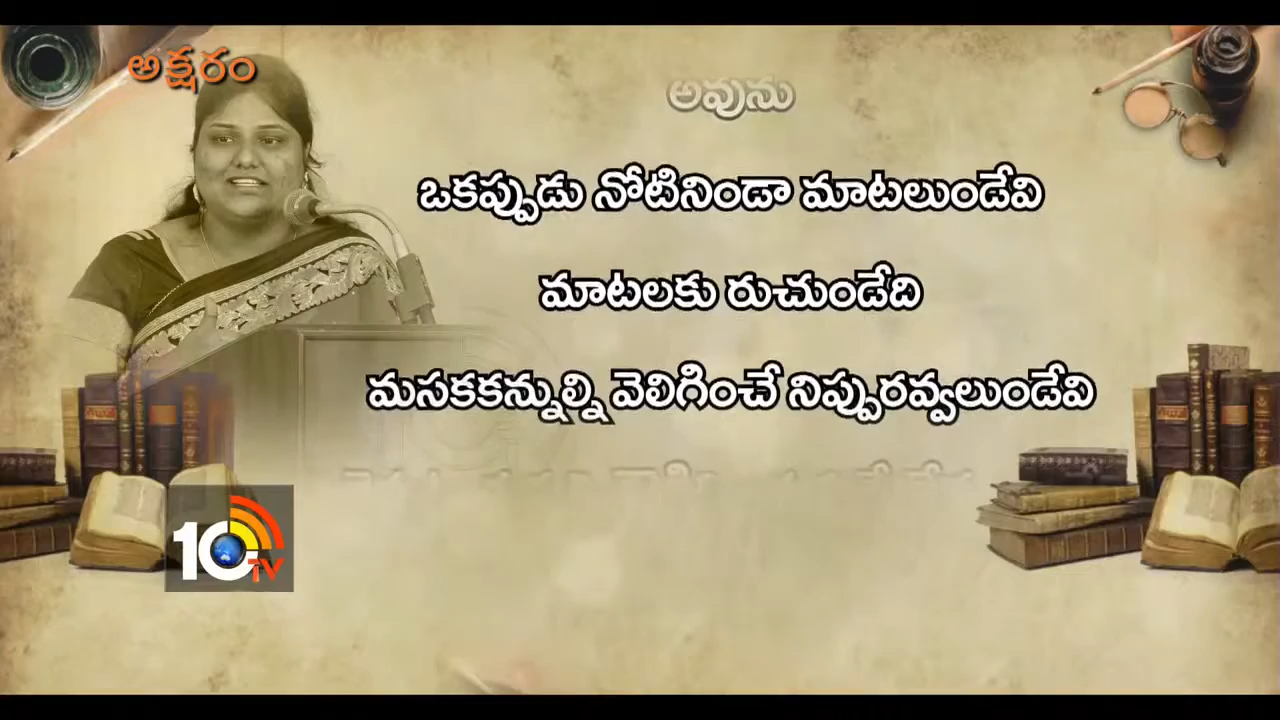 అక్షరం
అవును
ఒకప్పుడు నోటినిండా మాటలుండేవి
మాటలకు రుచుండేది
మసకకన్నుల్ని వెలిగించే నిప్పురవ్వలుండేవి
10TV